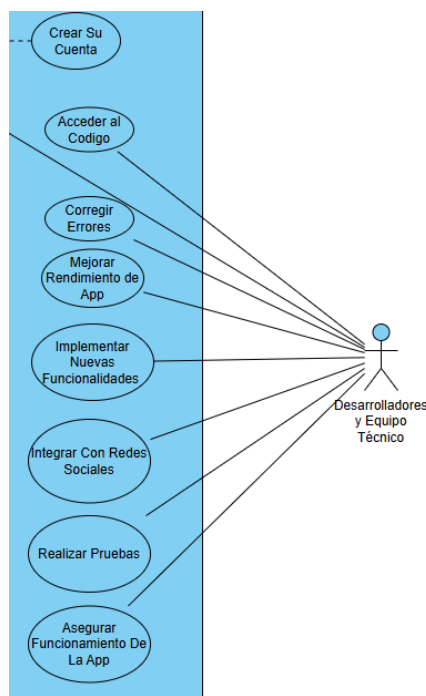 Crear Su
Cuenta
Acceder al
Codigo
Corregir
Errores
Mejorar
Rendimiento de
App
Implementar
Nuevas
Funcionalidades
Desarrolladores
y Equipo
Técnico
Integrar Con Redes
Sociales
Realizar Pruebas
Asegurar
Funcionamiento De
La App